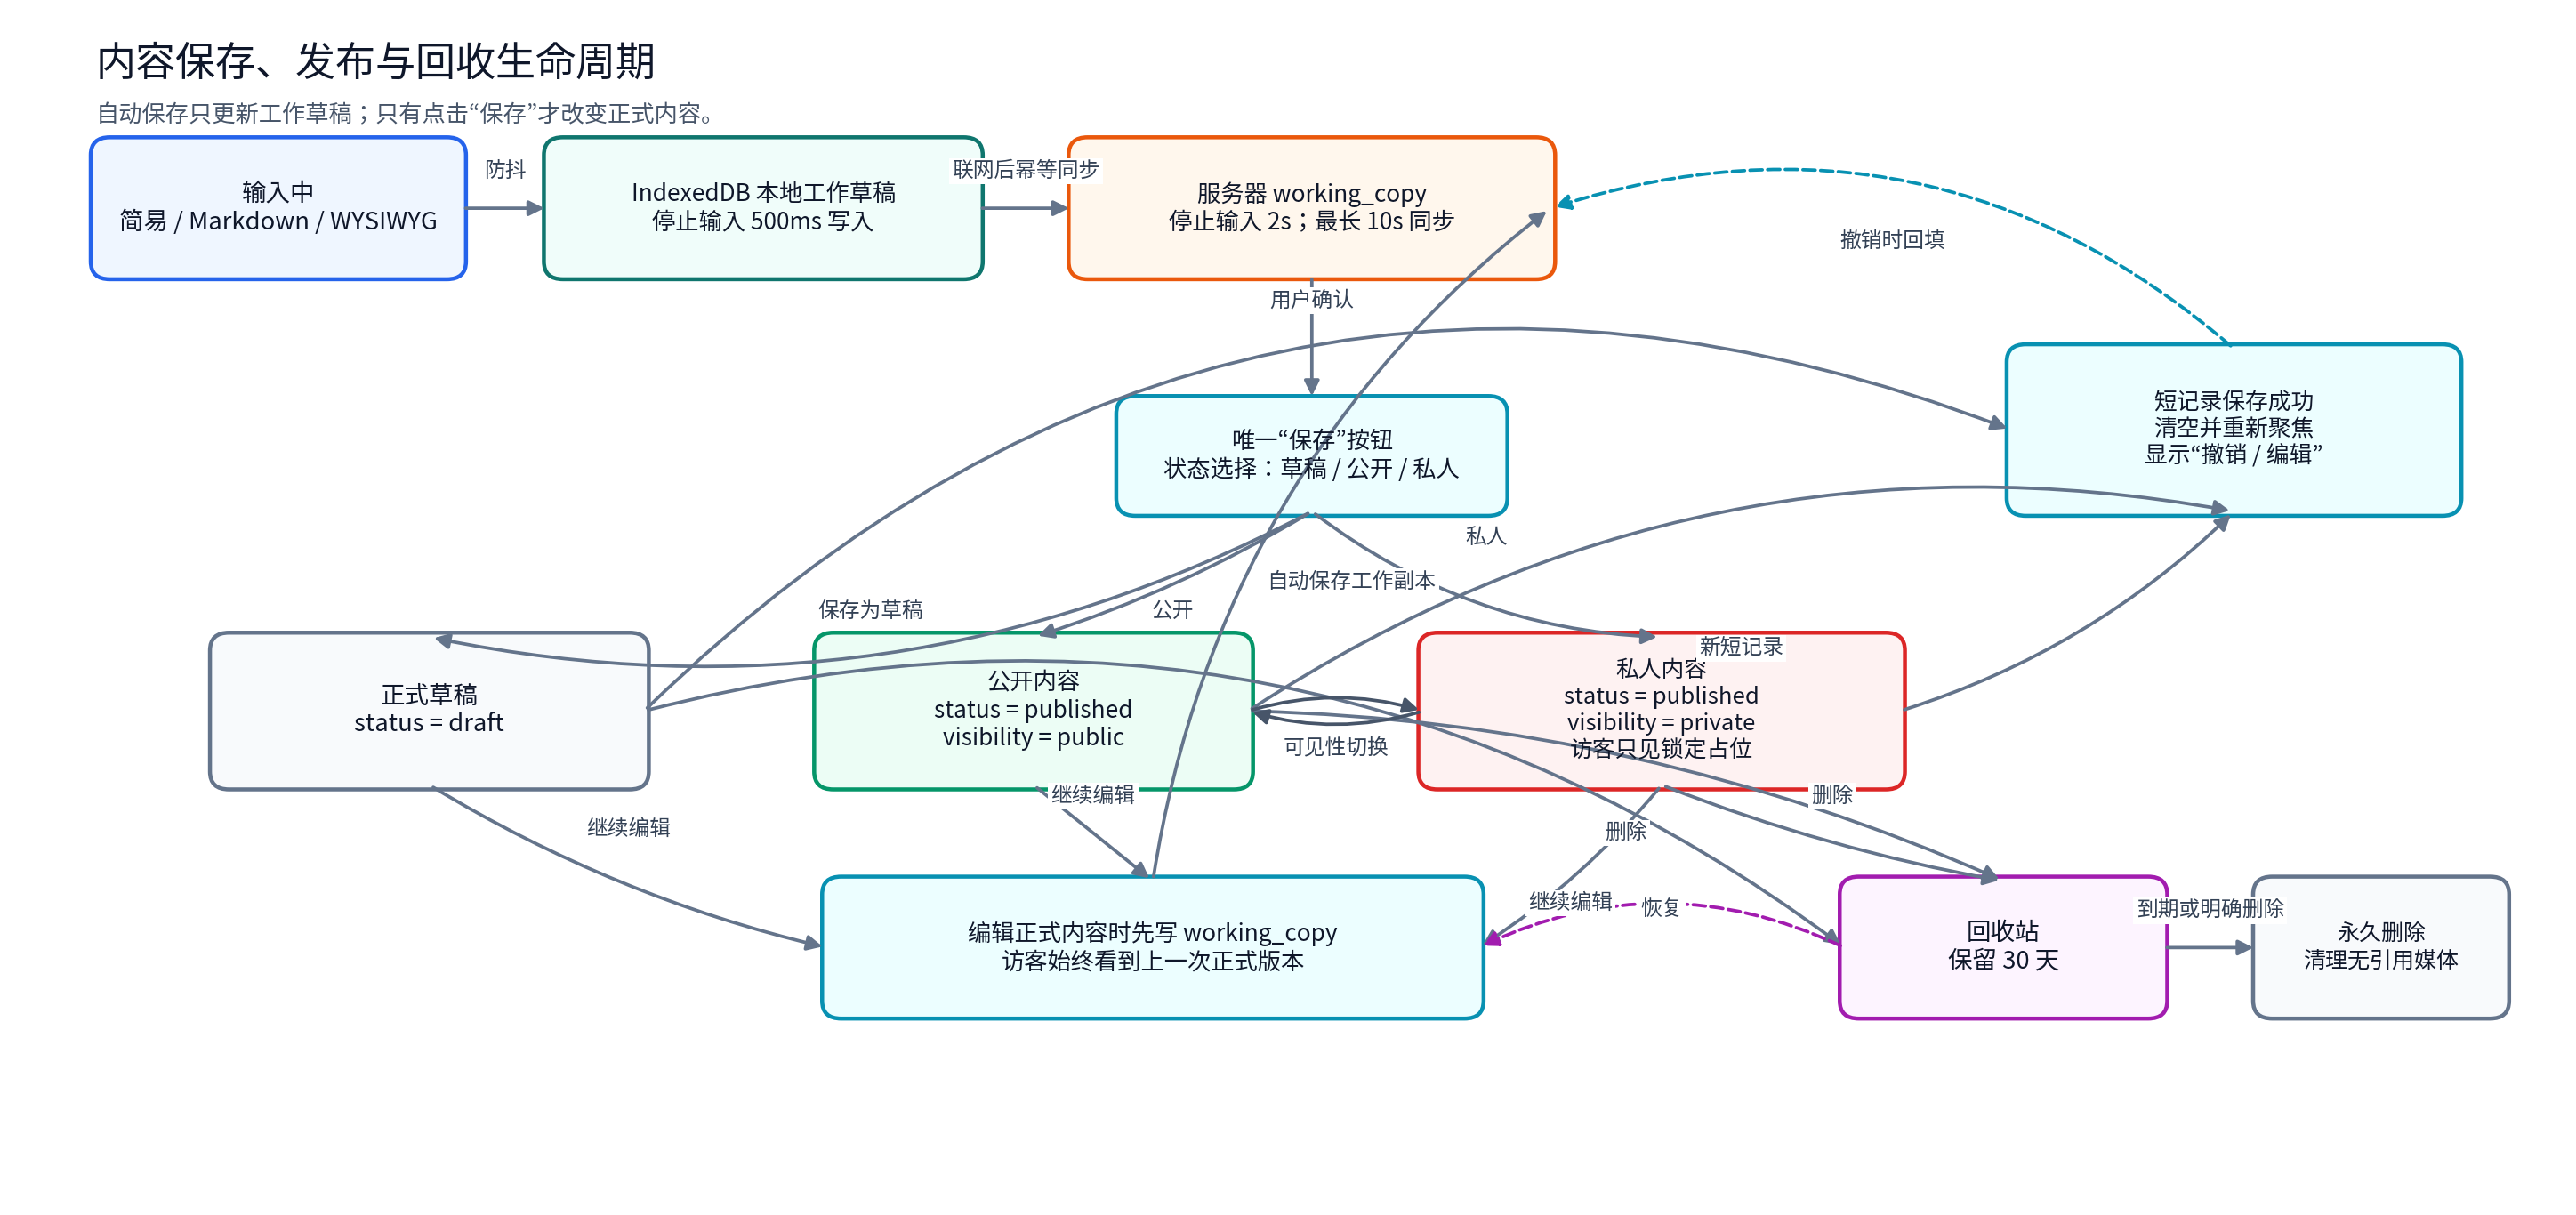 内容保存、发布与回收生命周期
自动保存只更新工作草稿；只有点击“保存”才改变正式内容。
输入中
简易 / Markdown / WYSIWYG
防抖
IndexedDB 本地工作草稿
停止输入 500ms 写入
联网后幂等同步
服务器 working_copy
停止输入 2s；最长 10s 同步
撤销时回填
用户确认
唯一“保存”按钮
状态选择：草稿 / 公开 / 私人
短记录保存成功
清空并重新聚焦
显示“撤销 / 编辑”
私人
自动保存工作副本
保存为草稿
公开
新短记录
正式草稿
status = draft
公开内容
status = published
visibility = public
可见性切换
私人内容
status = published
visibility = private
访客只见锁定占位
继续编辑
继续编辑
删除
删除
继续编辑
恢复
编辑正式内容时先写 working_copy
访客始终看到上一次正式版本
回收站
保留 30 天
到期或明确删除
永久删除
清理无引用媒体